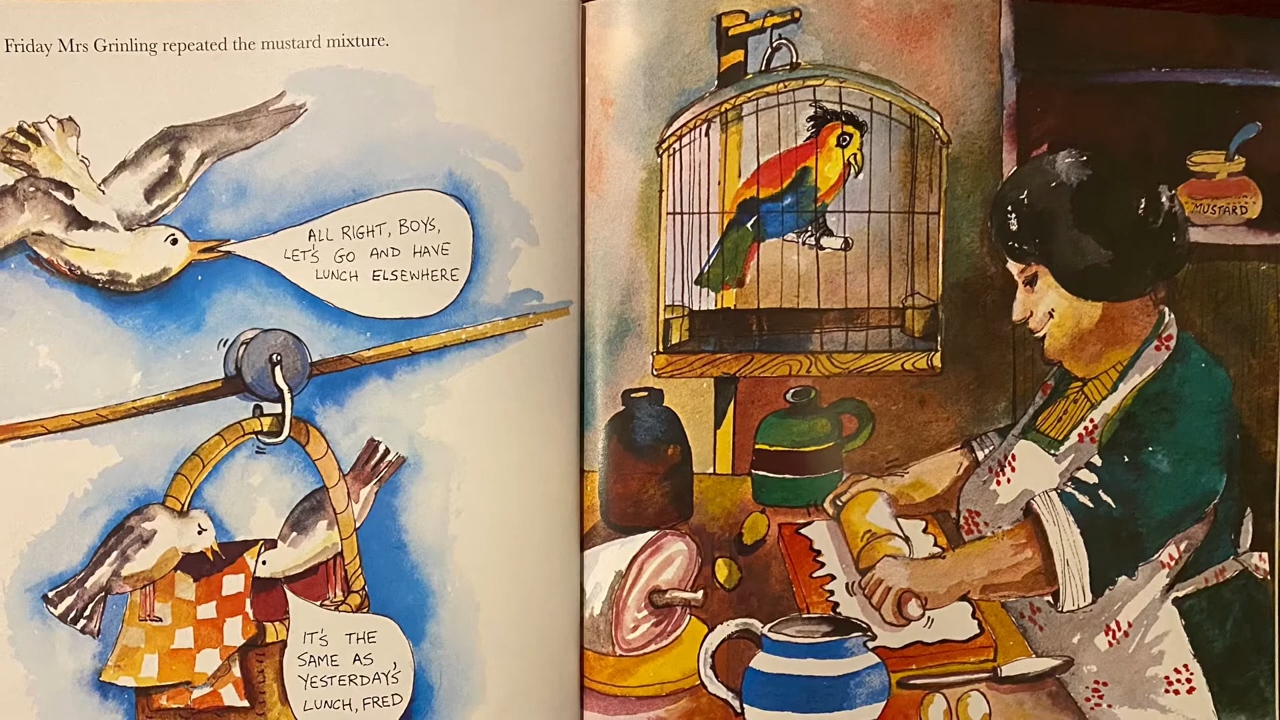 Friday Mrs Grinling repeated the mustard mixture.
ALL RIGHT, BOYS,
LET'S GO AND HAVE
LUNCH ELSEWHERE
IT'S THE
SAME AS
YESTERDAY'S
LUNCH, FRED
MUSTARD